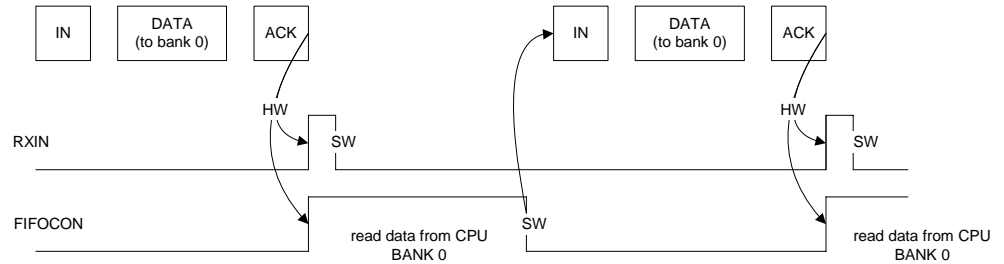 IN
DATA
(to bank 0)
ACK
IN
DATA
(to bank 0)
ACK
HW
HW
RXIN
SW
SW
FIFOCON
SW
read data from CPU
BANK 0
read data from CPU
BANK 0